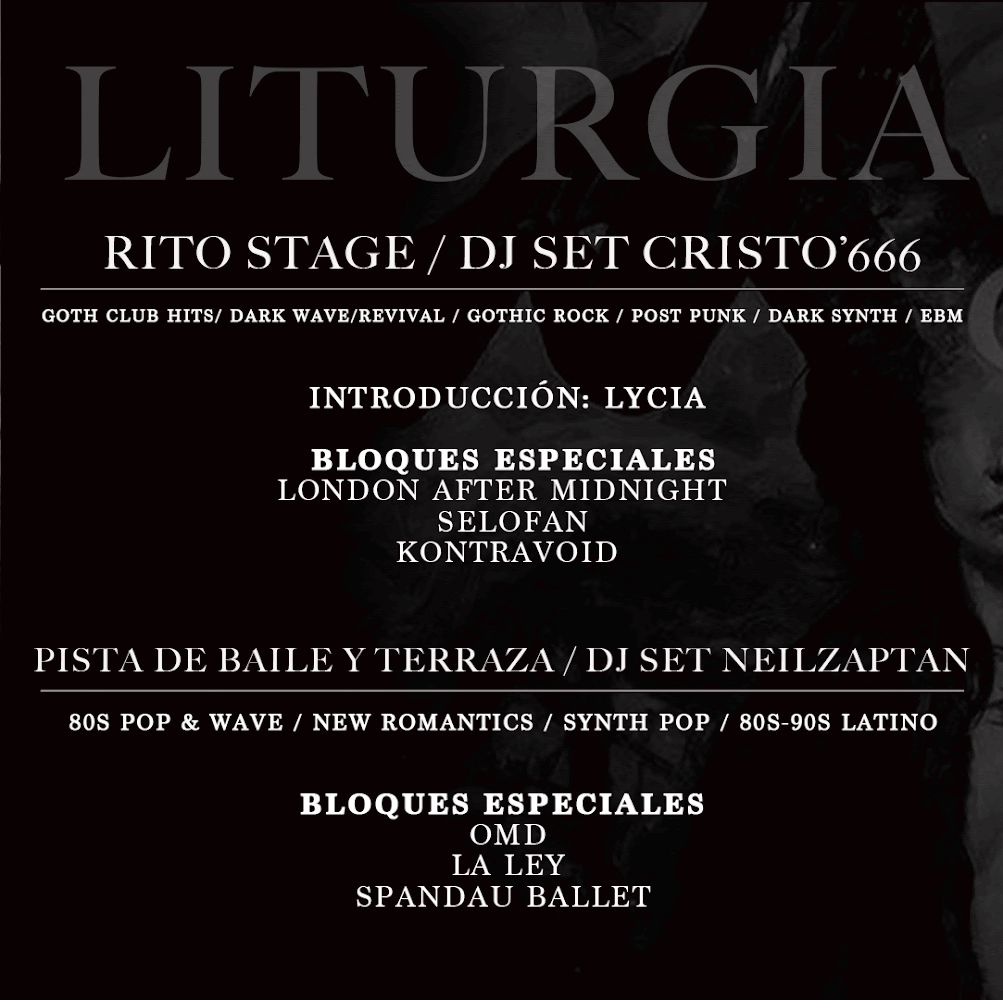 LITURGIA
RITO STAGE / DJ SET CRISTO’666
GOTH CLUB HITS/ DARK WAVE/REVIVAL / GOTHIC ROCK / POST PUNK / DARK SYNTH / EBM
INTRODUCCIÓN: LYCIA
BLOQUES ESPECIALES
LONDON AFTER MIDNIGHT
SELOFAN
KONTRAVOID
PISTA DE BAILE Y TERRAZA / DJ SET NEILZAPTAN
80S POP & WAVE / NEW ROMANTICS / SYNTH POP / 80S-90S LATINO
BLOQUES ESPECIALES
OMD
LA LEY
SPANDAU BALLET